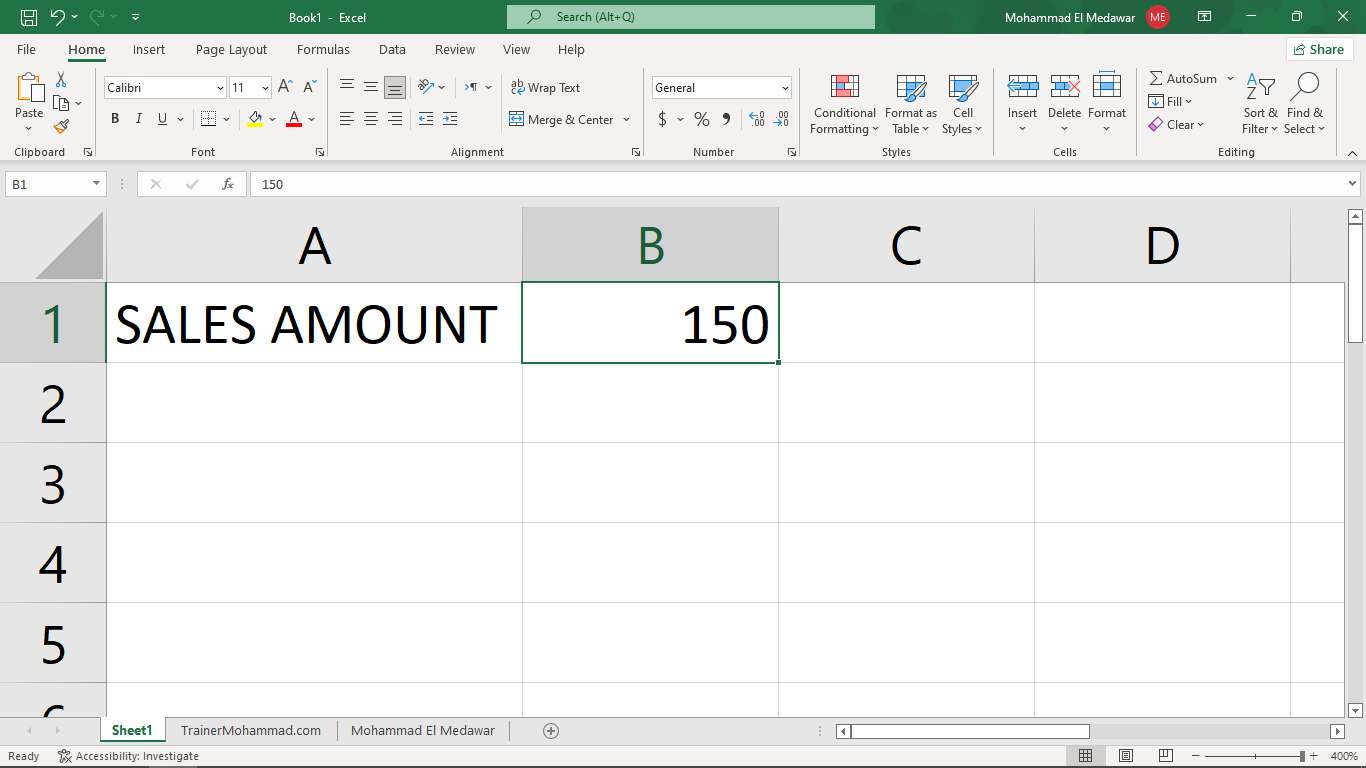 Book1 - Excel
Search (Alt+Q)
Mohammad El Medawar ME
File Home Insert Page Layout Formulas Data Review View Help Share
Calibri 11 ab Wrap Text General AutoSum
Paste Conditional Format as Cell Insert Delete Format Fill Sort & Find &
B I U A Merge & Center $ % Formatting Table Styles Clear Filter Select
Clipboard Font Alignment Number Styles Cells Editing
B1 fx 150
A B C D
1 SALES AMOUNT 150
2
3
4
5
Sheet1 TrainerMohammad.com Mohammad El Medawar
Ready Accessibility: Investigate 400%